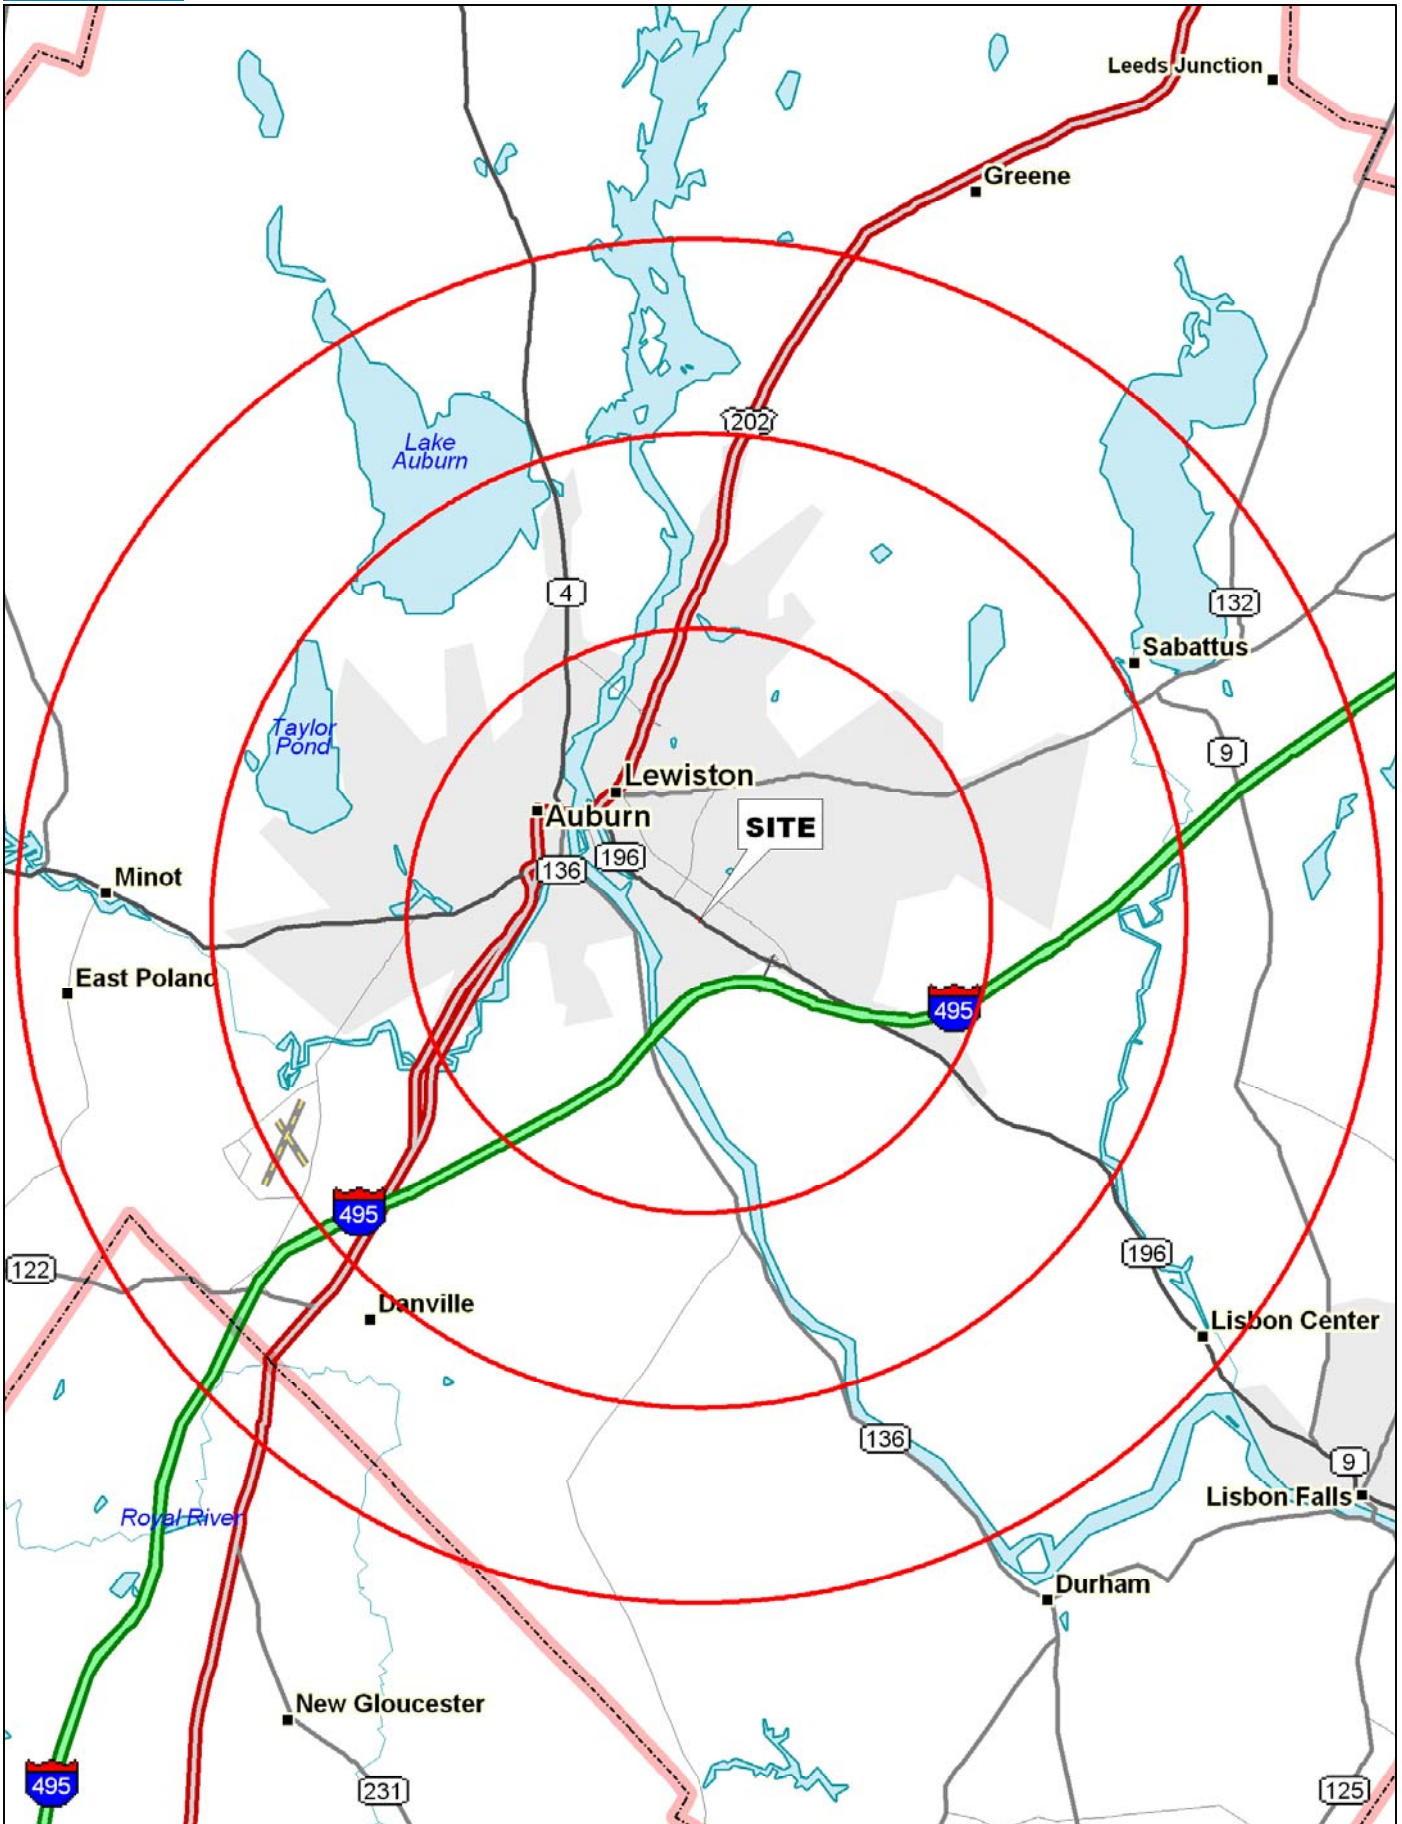 Leeds Junction
Greene
202
Lake
Auburn
4
132
Sabattus
Taylor
Pond
9
Lewiston
Auburn
SITE
196
136
Minot
East Poland
495
495
196
122
Danville
Lisbon Center
136
9
Lisbon Falls
Royal River
Durham
New Gloucester
495
231
125